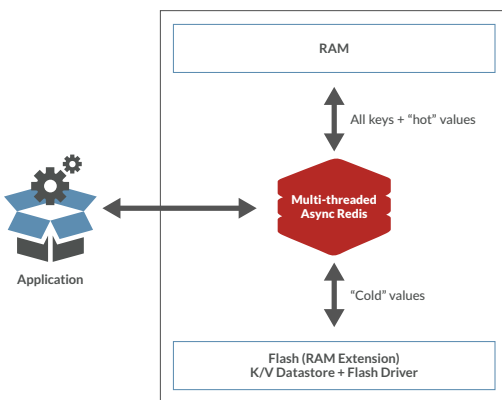 RAM
All keys + “hot” values
Multi-threaded
Async Redis
Application
“Cold” values
Flash (RAM Extension)
K/V Datastore + Flash Driver